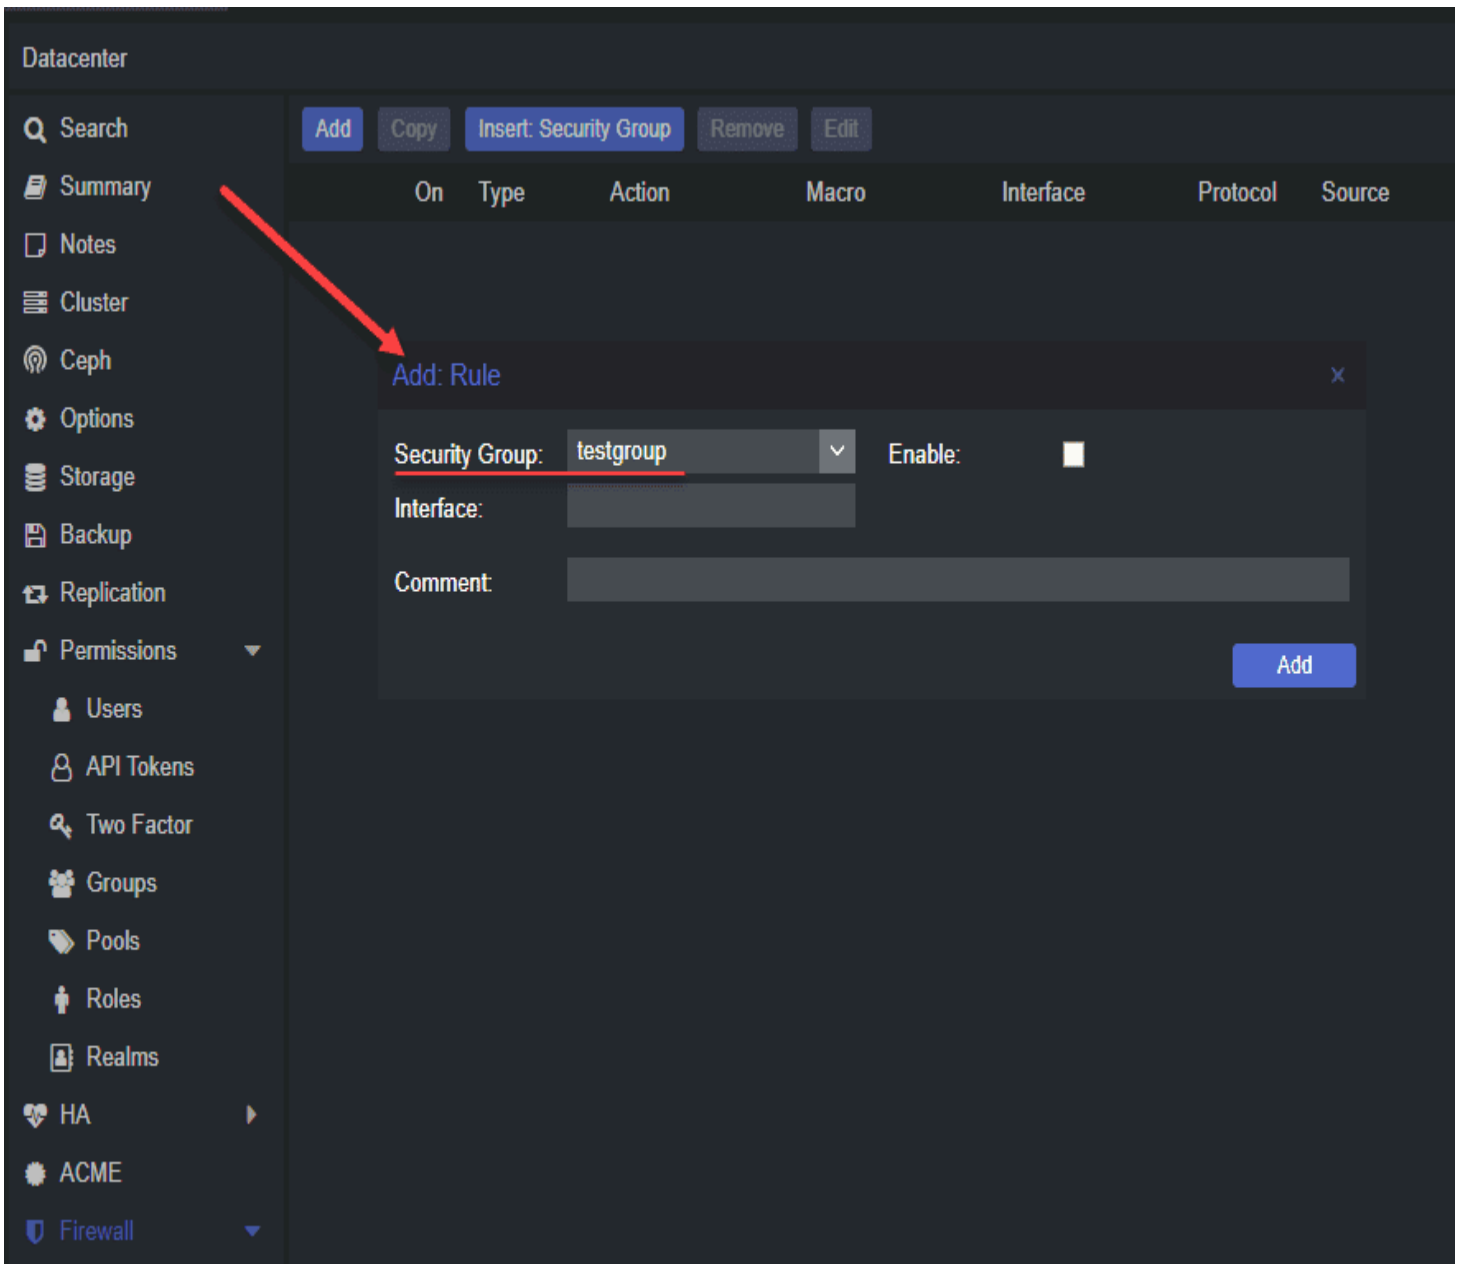 Datacenter
Search
Summary
Notes
Cluster
Ceph
Options
Storage
Backup
Replication
Permissions
Users
API Tokens
Two Factor
Groups
Pools
Roles
Realms
HA
ACME
Firewall
Add Copy Insert: Security Group Remove Edit
On Type Action Macro Interface Protocol Source
Add: Rule x
Security Group: testgroup Enable:
Interface:
Comment:
Add